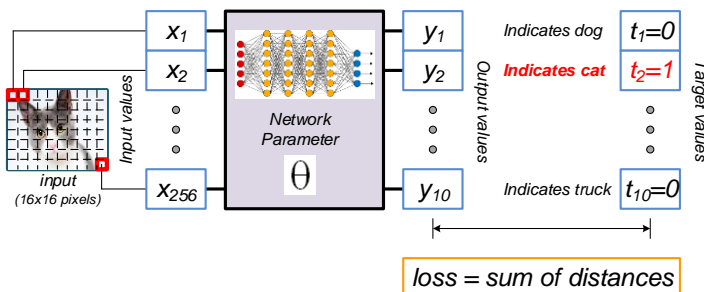 x1
y1
Indicates dog
t1=0
x2
y2
Indicates cat
t2=1
Input values
Network
Parameter
θ
Output values
Target values
input
(16x16 pixels)
x256
y10
Indicates truck
t10=0
loss = sum of distances